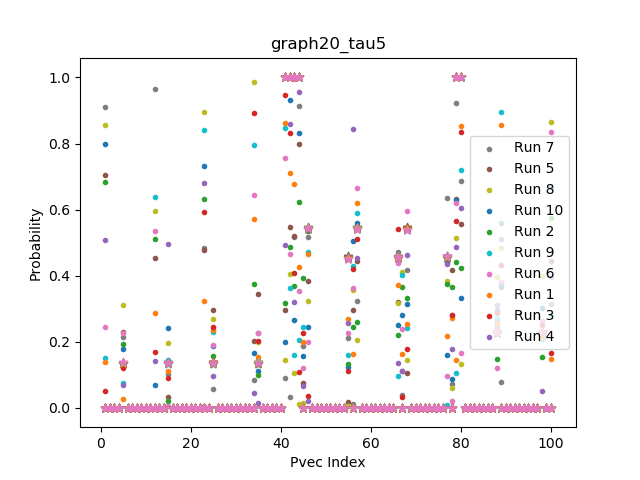 graph20_tau5
Probability
1.0
0.8
0.6
0.4
0.2
0.0
Run 7
Run 5
Run 8
Run 10
Run 2
Run 9
Run 6
Run 1
Run 3
Run 4
0
20
40
60
80
100
Pvec Index